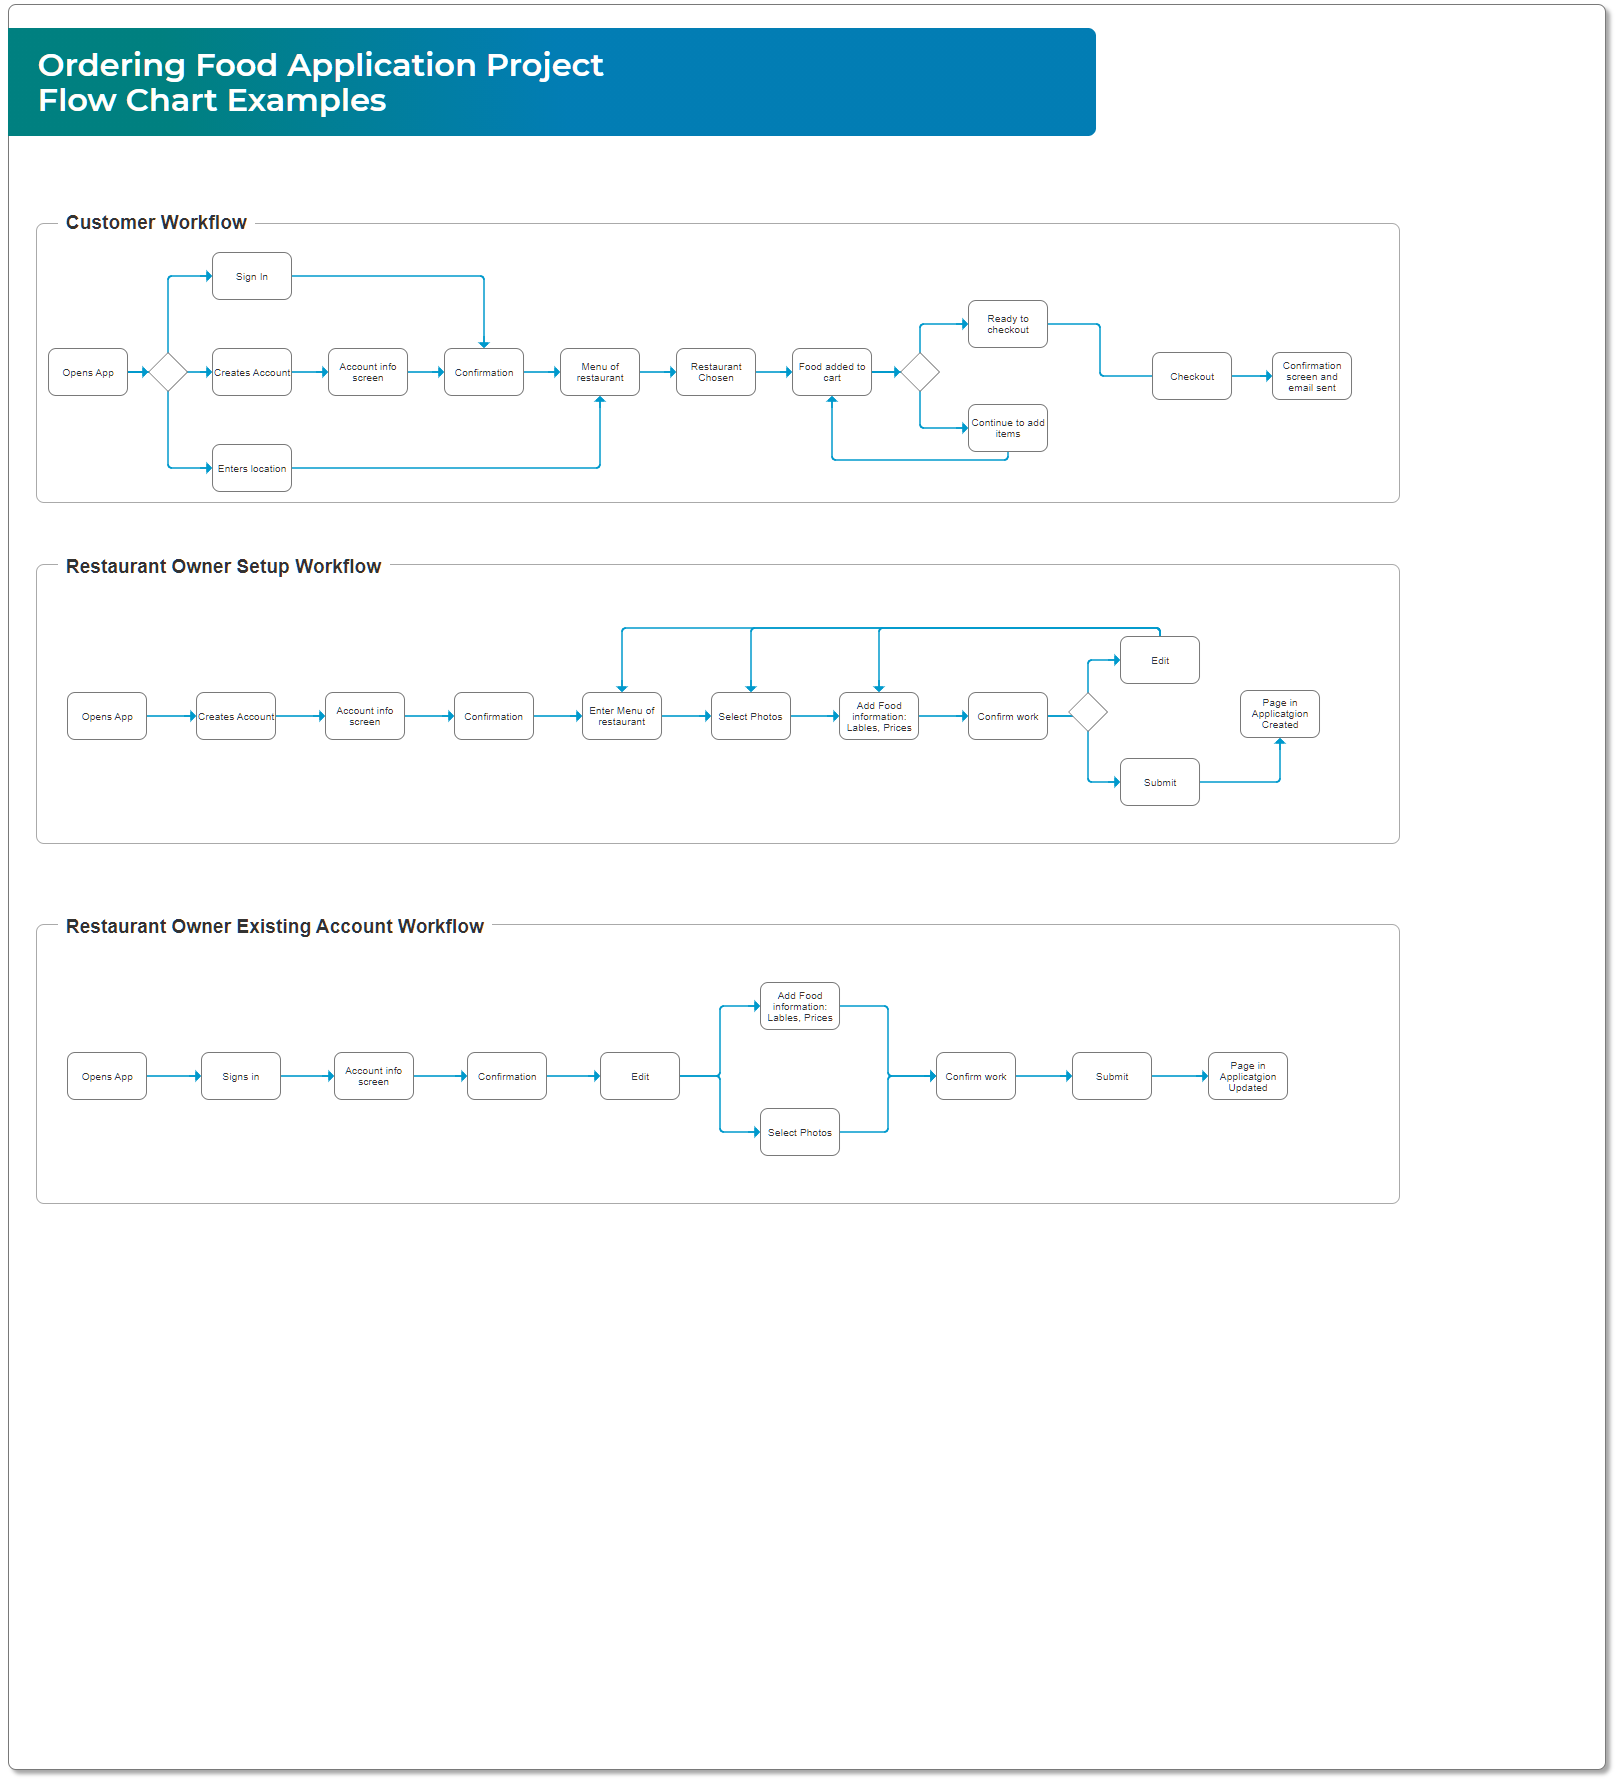 Ordering Food Application Project
Flow Chart Examples
Customer Workflow
Sign In
Opens App
Creates Account
Account info
screen
Confirmation
Menu of
restaurant
Restaurant
Chosen
Food added to
cart
Ready to
checkout
Continue to add
items
Checkout
Confirmation
screen and
email sent
Enters location
Restaurant Owner Setup Workflow
Opens App
Creates Account
Account info
screen
Confirmation
Enter Menu of
restaurant
Select Photos
Add Food
information:
Lables, Prices
Confirm work
Edit
Submit
Page in
Applicatgion
Created
Restaurant Owner Existing Account Workflow
Opens App
Signs in
Account info
screen
Confirmation
Edit
Add Food
information:
Lables, Prices
Select Photos
Confirm work
Submit
Page in
Applicatgion
Updated